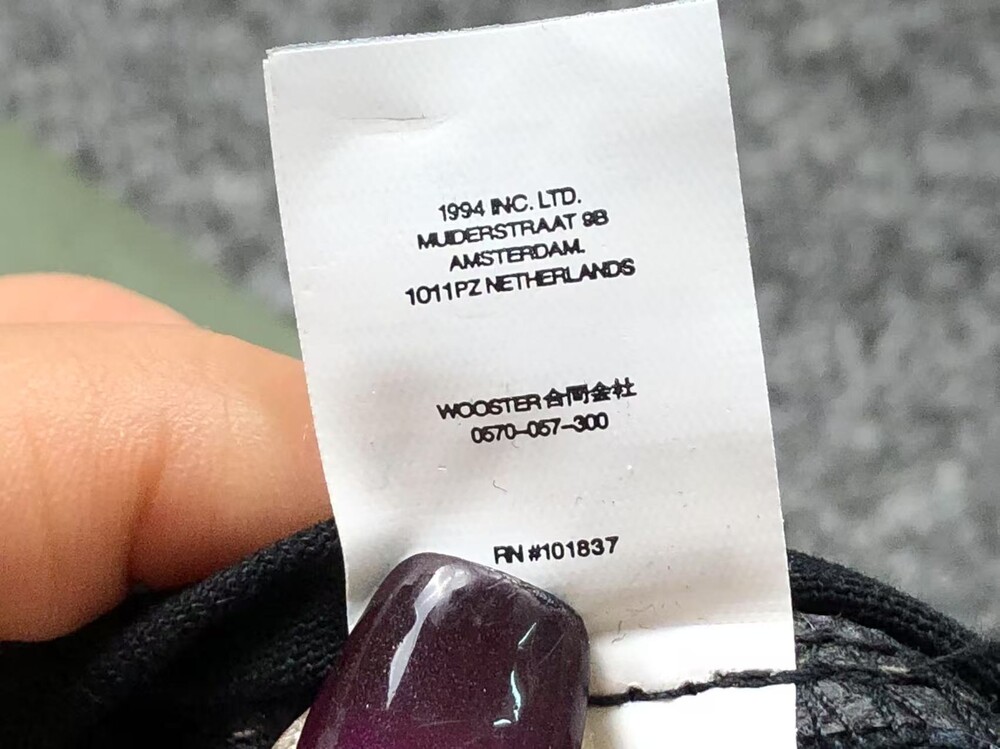 1994 INC. LTD.
MUIDERSTRAAT 9B
AMSTERDAM.
1011PZ NETHERLANDS
WOOSTER 合同会社
0570-057-300
RN #101837